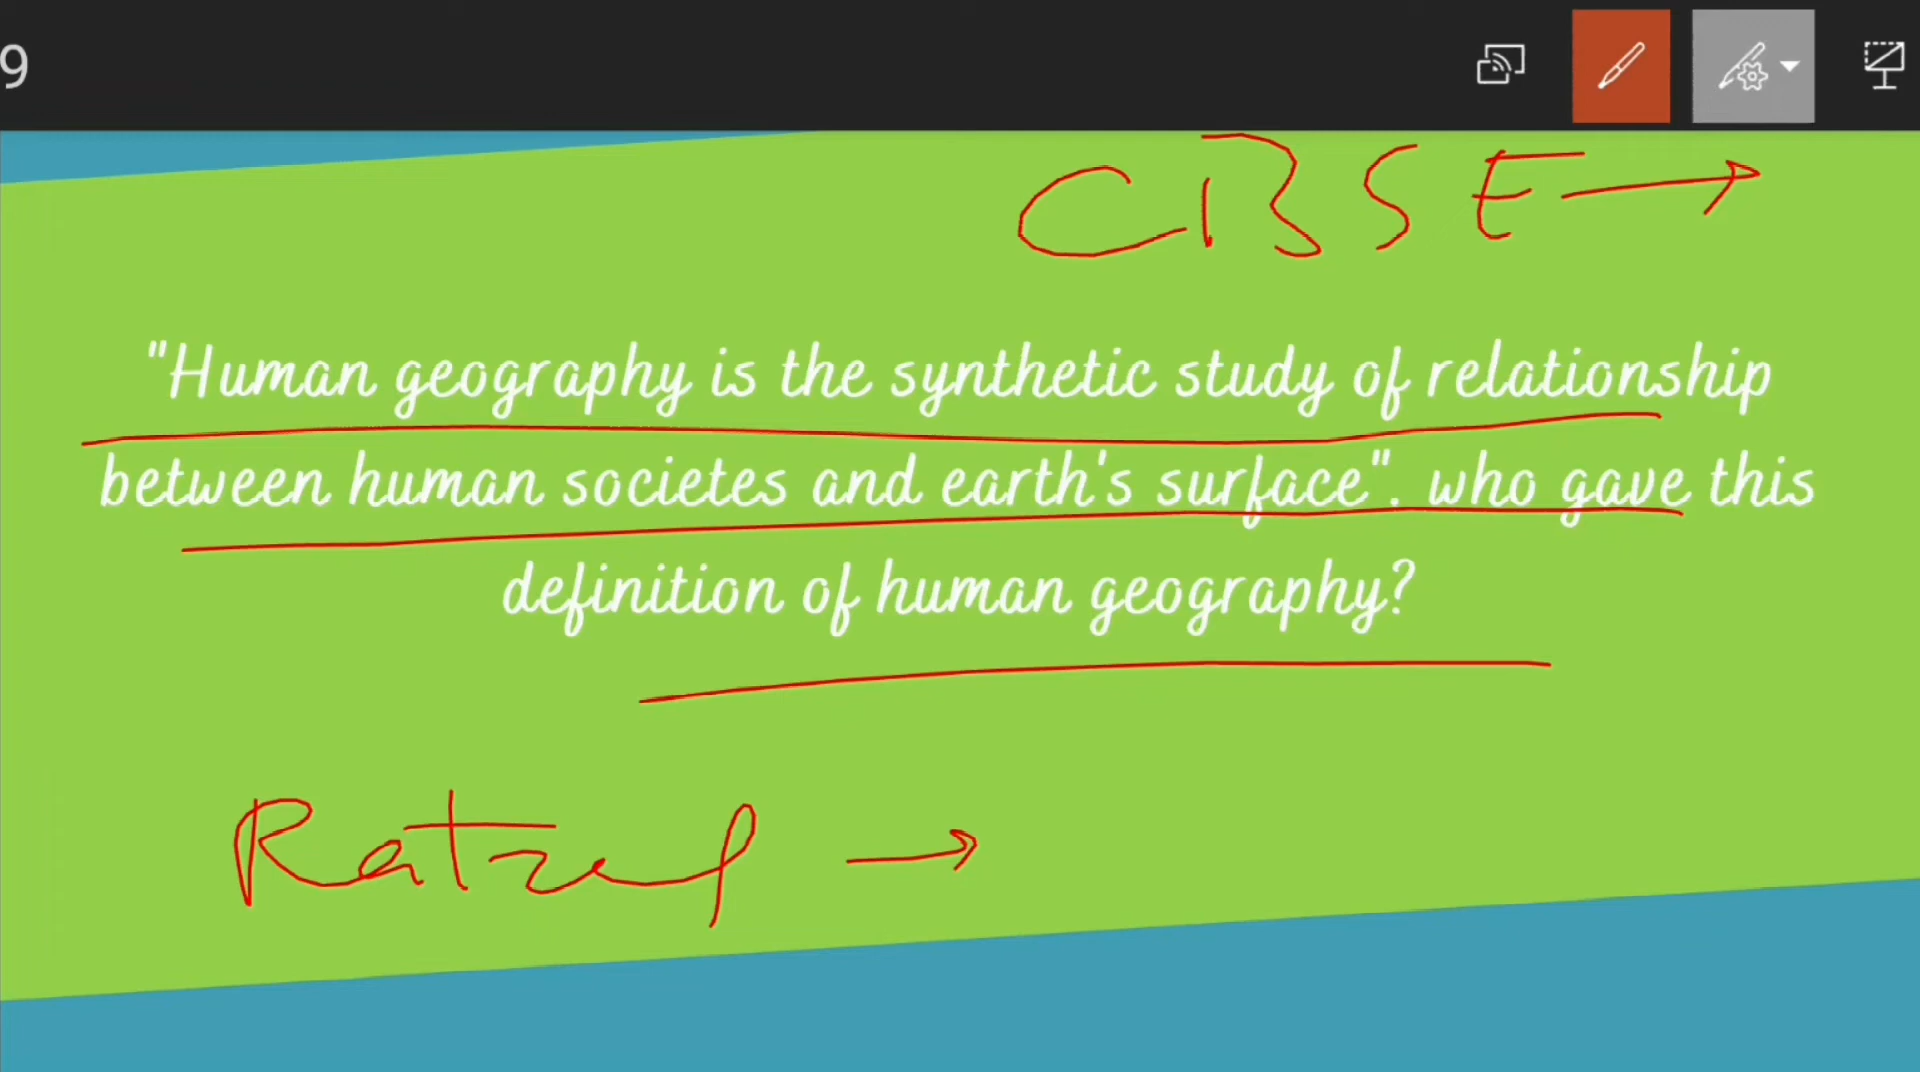 9
CBSE
"Human geography is the synthetic study of relationship
between human societes and earth's surface". who gave this
definition of human geography?
Ratzel